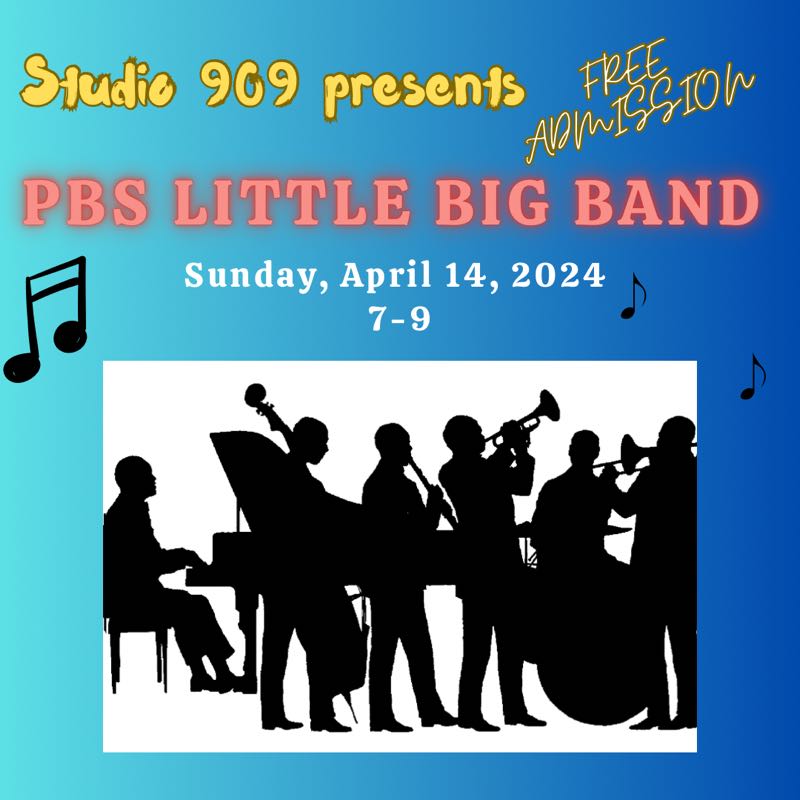 Studio 909 presents
FREE
ADMISSION
PBS LITTLE BIG BAND
Sunday, April 14, 2024
7-9